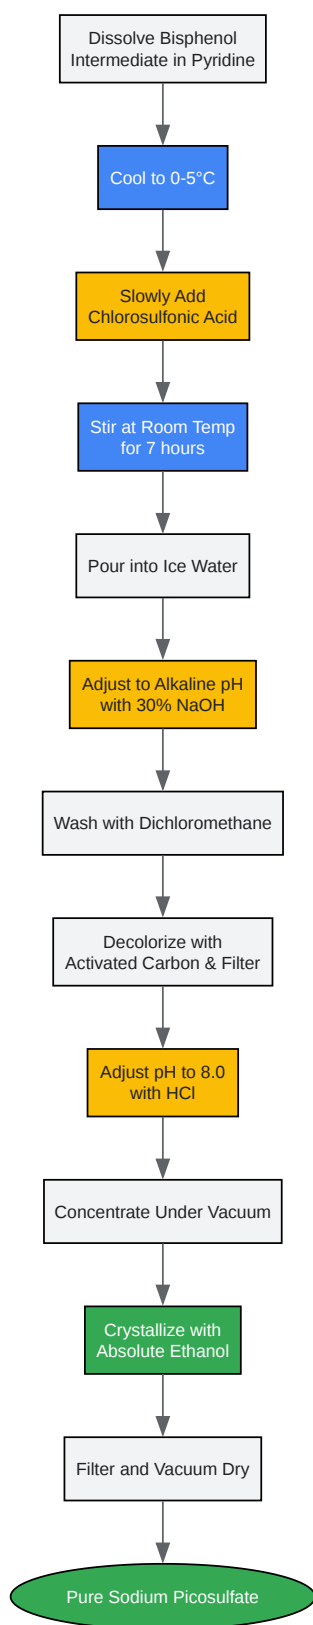 Dissolve Bisphenol
Intermediate in Pyridine
Cool to 0-5°C
Slowly Add
Chlorosulfonic Acid
Stir at Room Temp
for 7 hours
Pour into Ice Water
Adjust to Alkaline pH
with 30% NaOH
Wash with Dichloromethane
Decolorize with
Activated Carbon & Filter
Adjust pH to 8.0
with HCl
Concentrate Under Vacuum
Crystallize with
Absolute Ethanol
Filter and Vacuum Dry
Pure Sodium Picosulfate